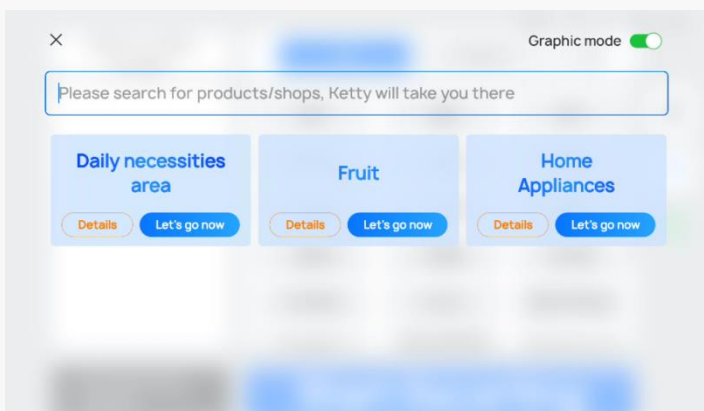 Graphic mode
Please search for products/shops, Ketty will take you there
Daily necessities
area
Details
Let's go now
Fruit
Details
Let's go now
Home
Appliances
Details
Let's go now